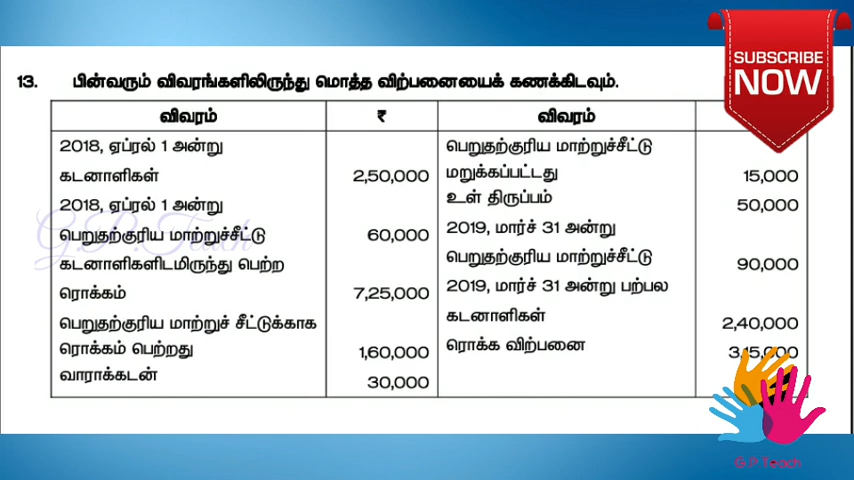 SUBSCRIBE
NOW
13. பின்வரும் விவரங்களிலிருந்து மொத்த விற்பனையைக் கணக்கிடவும்.
விவரம் ₹ விவரம்
2018, ஏப்ரல் 1 அன்று
கடனாளிகள் 2,50,000
2018, ஏப்ரல் 1 அன்று
பெறுதற்குரிய மாற்றுச்சீட்டு 60,000
கடனாளிகளிடமிருந்து பெற்ற
ரொக்கம் 7,25,000
பெறுதற்குரிய மாற்றுச் சீட்டுக்காக
ரொக்கம் பெற்றது 1,60,000
வாராக்கடன் 30,000
பெறுதற்குரிய மாற்றுச்சீட்டு
மறுக்கப்பட்டது 15,000
உள் திருப்பம் 50,000
2019, மார்ச் 31 அன்று
பெறுதற்குரிய மாற்றுச்சீட்டு 90,000
2019, மார்ச் 31 அன்று பற்பல
கடனாளிகள் 2,40,000
ரொக்க விற்பனை 3,15,000
G.P. Teach
G.P Teach